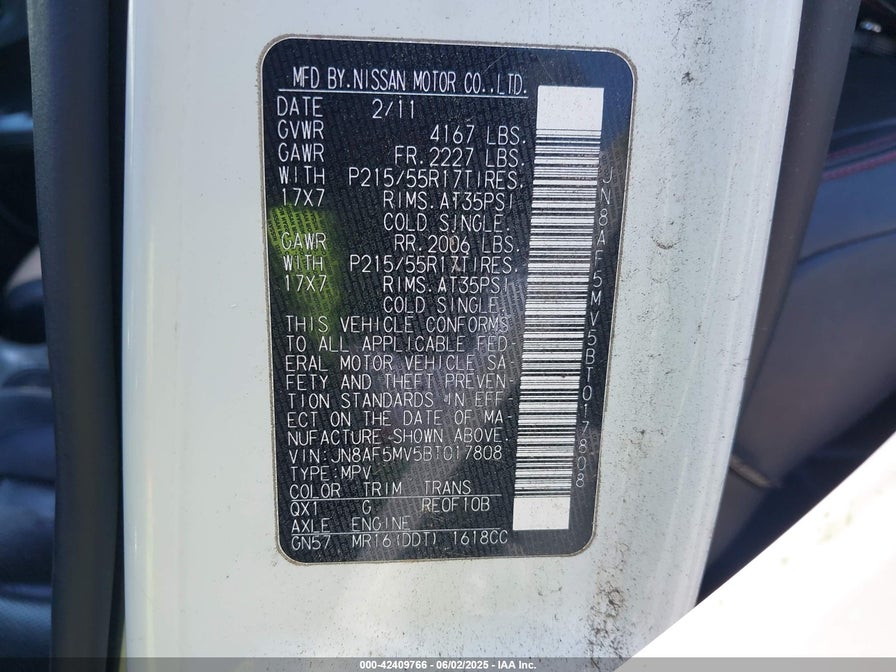 MFD BY.NISSAN MOTOR CO.,LTD.
DATE 2/11
GVWR 4167 LBS.
GAWR FR. 2227 LBS.
WITH P215/55R17TIRES.
17X7 RIMS. AT35PSI
COLD SINGLE.
GAWR RR. 2006 LBS.
WITH P215/55R17TIRES.
17X7 RIMS. AT35PSI
COLD SINGLE.
THIS VEHICLE CONFORMS
TO ALL APPLICABLE FED-
ERAL MOTOR VEHICLE SA
FETY AND THEFT PREVEN-
TION STANDARDS IN EFF
ECT ON THE DATE OF MA-
NUFACTURE SHOWN ABOVE.
VIN: JN8AF5MV5BT017808
TYPE:MPV
COLOR TRIM TRANS
QX1 G RE0F10B
AXLE ENGINE
GN57 MR16(DDT) 1618CC
JN8AF5MV5BT017808
000-42409766 - 06/02/2025 - IAA Inc.